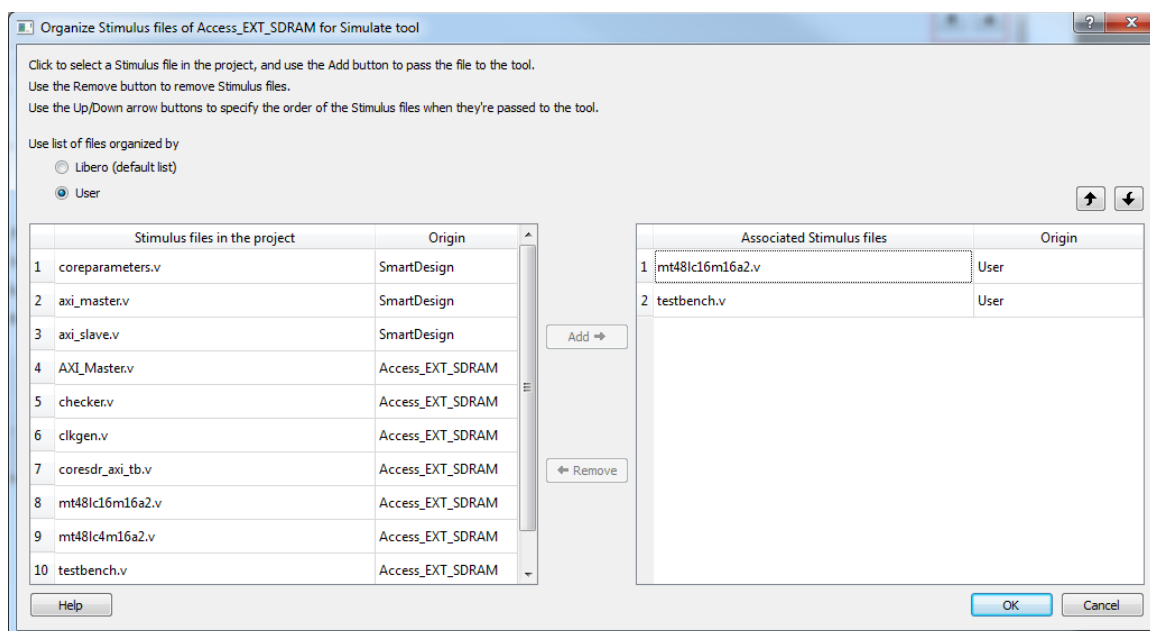 Organize Stimulus files of Access_EXT_SDRAM for Simulate tool
Click to select a Stimulus file in the project, and use the Add button to pass the file to the tool.
Use the Remove button to remove Stimulus files.
Use the Up/Down arrow buttons to specify the order of the Stimulus files when they're passed to the tool.
Use list of files organized by
Libero (default list)
User
Stimulus files in the project Origin
1 coreparameters.v SmartDesign
2 axi_master.v SmartDesign
3 axi_slave.v SmartDesign
4 AXI_Master.v Access_EXT_SDRAM
5 checker.v Access_EXT_SDRAM
6 clkgen.v Access_EXT_SDRAM
7 coresdr_axi_tb.v Access_EXT_SDRAM
8 mt48lc16m16a2.v Access_EXT_SDRAM
9 mt48lc4m16a2.v Access_EXT_SDRAM
10 testbench.v Access_EXT_SDRAM
Add
Remove
Associated Stimulus files Origin
1 mt48lc16m16a2.v User
2 testbench.v User
Help
OK
Cancel